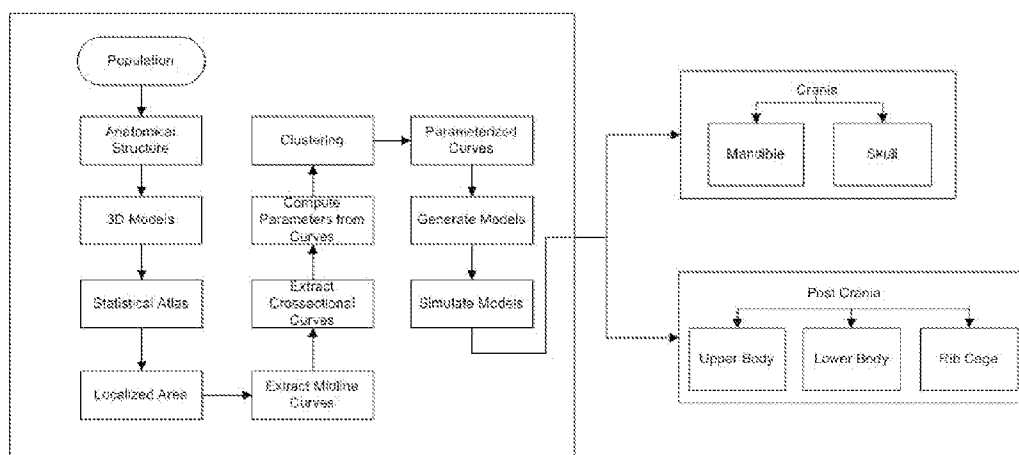 Population
Anatomical
Structure
3D Models
Statistical Atlas
Localized Area
Extract Midline
Curves
Extract
Crossectional
Curves
Compute
Parameters from
Curves
Clustering
Parameterized
Curves
Generate Models
Simulate Models
Crania
Mandible
Skull
Post Crania
Upper Body
Lower Body
Rib Cage